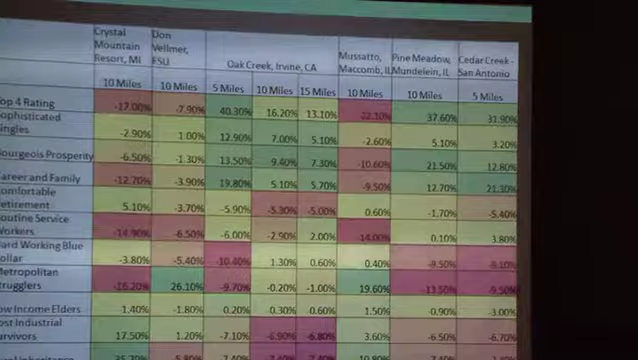 Crystal Mountain Resort, MI
Don Vellmer, FSU
Oak Creek, Irvine, CA
Mussatto, Maccomb, IL
Pine Meadow, Mundelein, IL
Cedar Creek - San Antonio
10 Miles 10 Miles 5 Miles 10 Miles 15 Miles 10 Miles 10 Miles 5 Miles
op 4 Rating -17.00% -7.90% 40.30% 16.20% 13.10% -22.10% 37.60% 31.90%
ophisticated
ingles -2.90% 1.00% 12.90% 7.00% 5.10% -2.60% 5.10% 3.20%
ourgeois Prosperity -6.50% -1.30% 13.50% 9.40% 7.30% -10.60% 21.50% 12.80%
areer and Family -12.70% -3.90% 19.80% 5.10% 5.70% -9.50% 12.70% 21.30%
omfortable
etirement 5.10% -3.70% -5.90% -5.30% -5.00% 0.60% -1.70% -5.40%
outine Service
orkers -14.90% -6.50% -6.00% -2.90% 2.00% -14.00% 0.10% 3.80%
ard Working Blue
ollar -3.80% -5.40% -10.40% 1.30% 0.60% 0.40% -9.50% -9.10%
etropolitan
trugglers -16.20% 26.10% -9.70% -0.20% -1.00% 19.60% -13.50% -9.50%
ow Income Elders 1.40% -1.80% 0.20% 0.30% 0.60% 1.50% 0.90% -3.00%
ost Industrial
urvivors 17.50% 1.20% -7.10% -6.90% -6.80% 3.60% -6.50% -6.70%